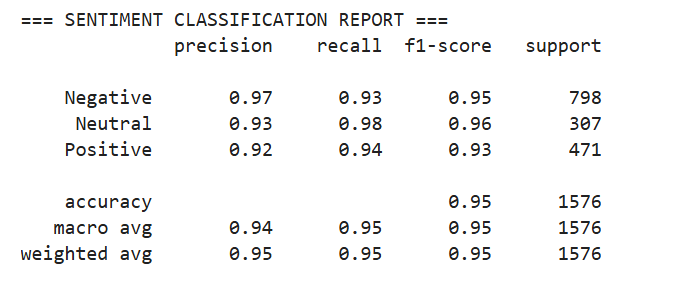 === SENTIMENT CLASSIFICATION REPORT ===
precision recall f1-score support
Negative 0.97 0.93 0.95 798
Neutral 0.93 0.98 0.96 307
Positive 0.92 0.94 0.93 471
accuracy 0.95 1576
macro avg 0.94 0.95 0.95 1576
weighted avg 0.95 0.95 0.95 1576